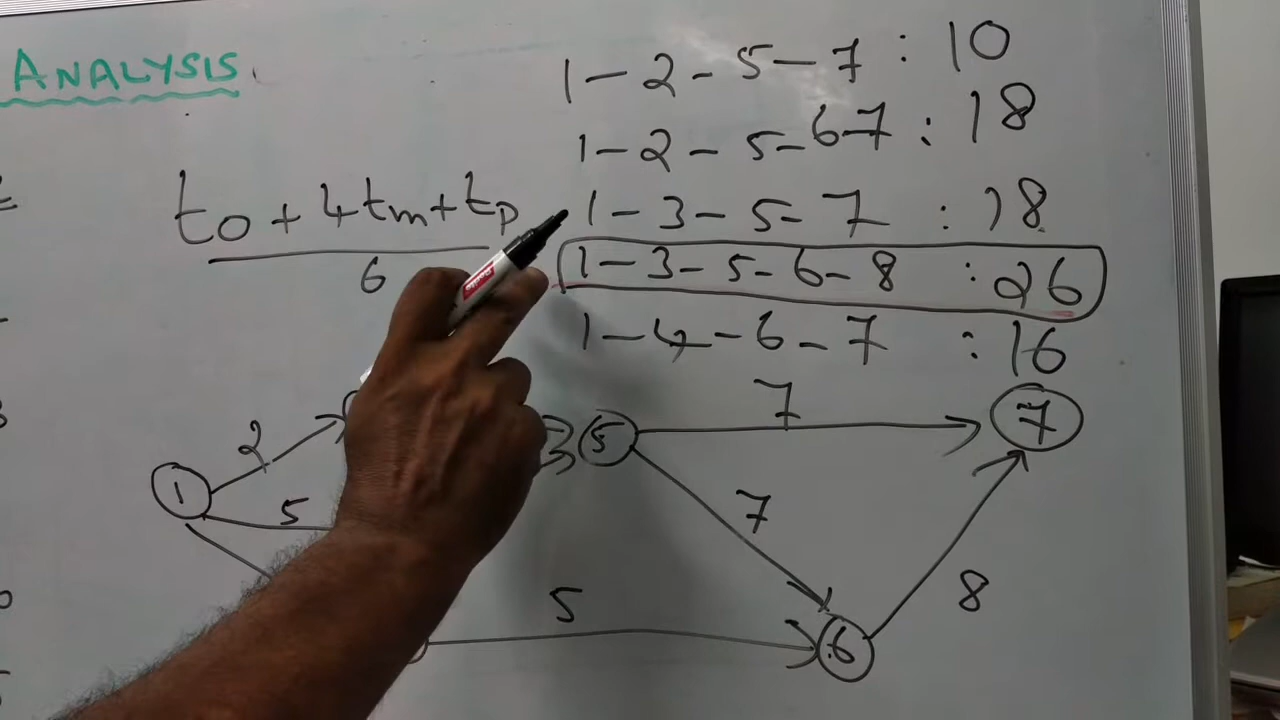 ANALYSIS
1-2-5-7 : 10
1-2-5-67 : 18
to + 4tm + tp
6
1-3-5-7 : 18
1-3-5-6-8 : 26
1-4-6-7 : 16
7
2
5
7
1
5
7
5
8
6